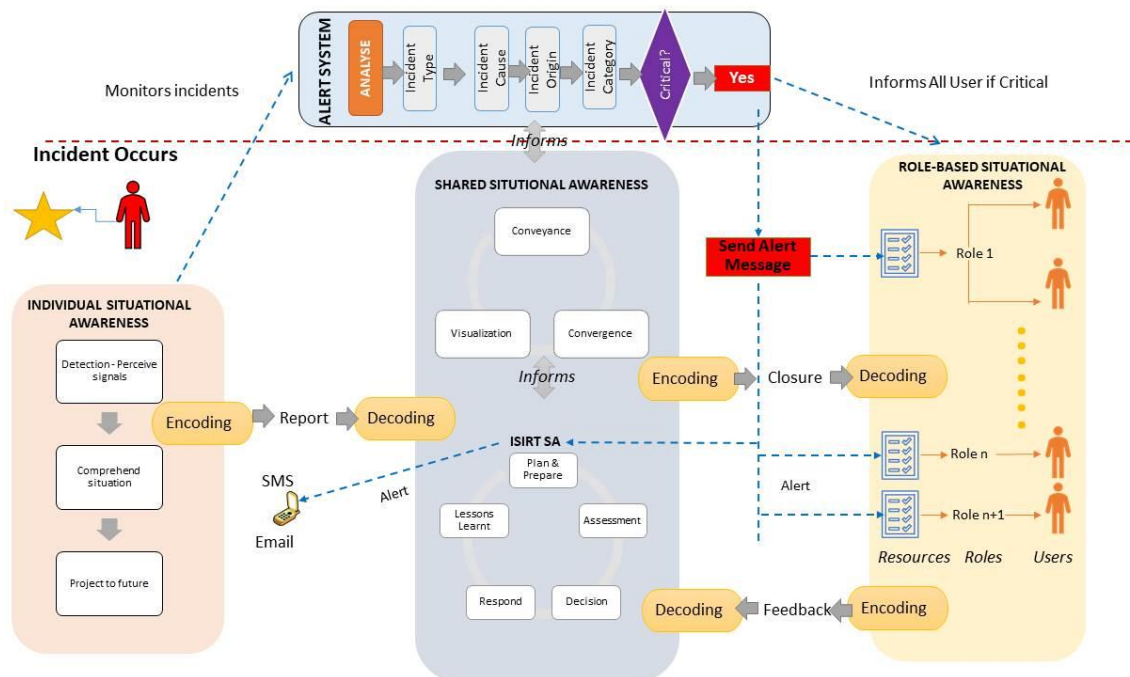 ALERT SYSTEM
ANALYSE
Incident
Type
Incident
Cause
Incident
Origin
Incident
Category
Critical?
Yes
Monitors incidents
Informs All User if Critical
Informs
Incident Occurs
INDIVIDUAL SITUATIONAL
AWARENESS
Detection - Perceive
signals
Comprehend
situation
Project to future
Encoding
Report
Decoding
SMS
Email
Alert
SHARED SITUTIONAL AWARENESS
Conveyance
Visualization
Convergence
Informs
ISIRT SA
Plan &
Prepare
Lessons
Learnt
Assessment
Respond
Decision
Send Alert
Message
Encoding
Closure
Decoding
Alert
Decoding
Feedback
Encoding
ROLE-BASED SITUATIONAL
AWARENESS
Role 1
Role n
Role n+1
Resources
Roles
Users